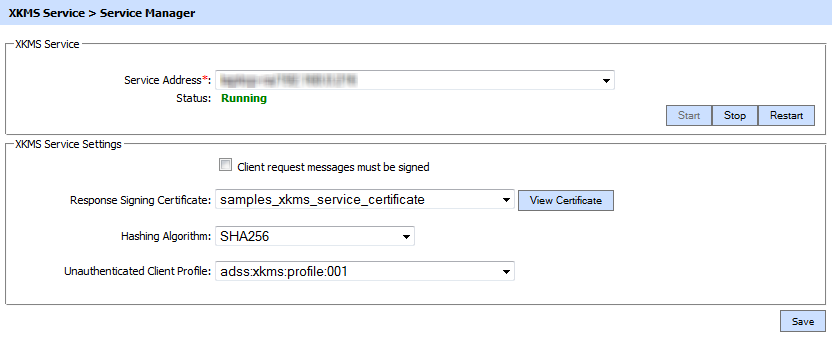 XKMS Service > Service Manager
XKMS Service
Service Address*:
Status: Running
Start Stop Restart
XKMS Service Settings
Client request messages must be signed
Response Signing Certificate: samples_xkms_service_certificate View Certificate
Hashing Algorithm: SHA256
Unauthenticated Client Profile: adss:xkms:profile:001
Save